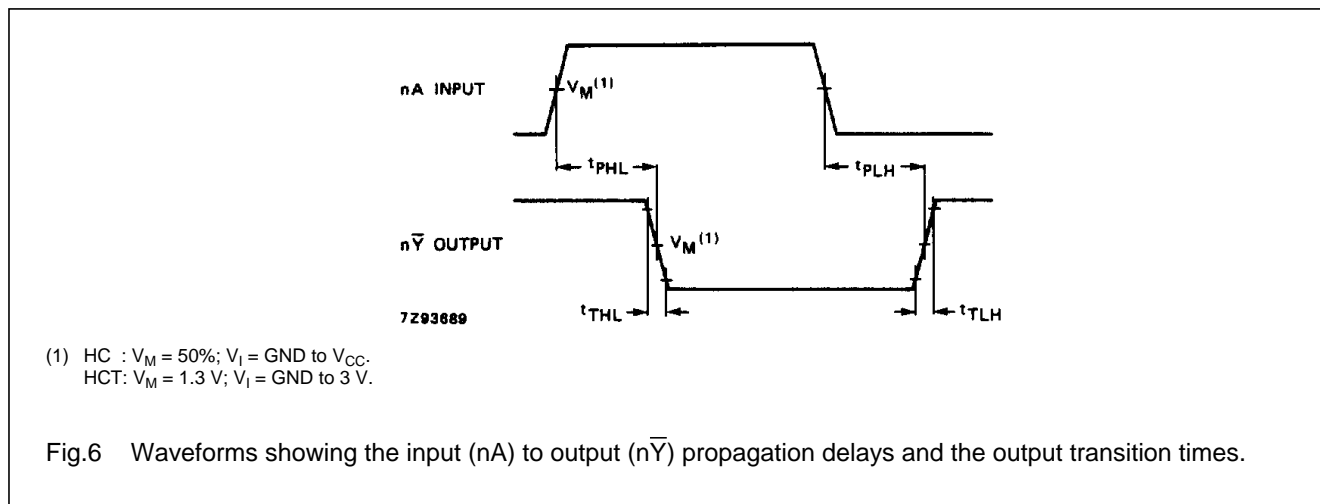 nA INPUT
V_M(1)
t_PHL
t_PLH
nY̅ OUTPUT
V_M(1)
t_THL
t_TLH
7Z93689
(1) HC : V_M = 50%; V_I = GND to V_CC.
HCT: V_M = 1.3 V; V_I = GND to 3 V.
Fig.6 Waveforms showing the input (nA) to output (nY̅) propagation delays and the output transition times.